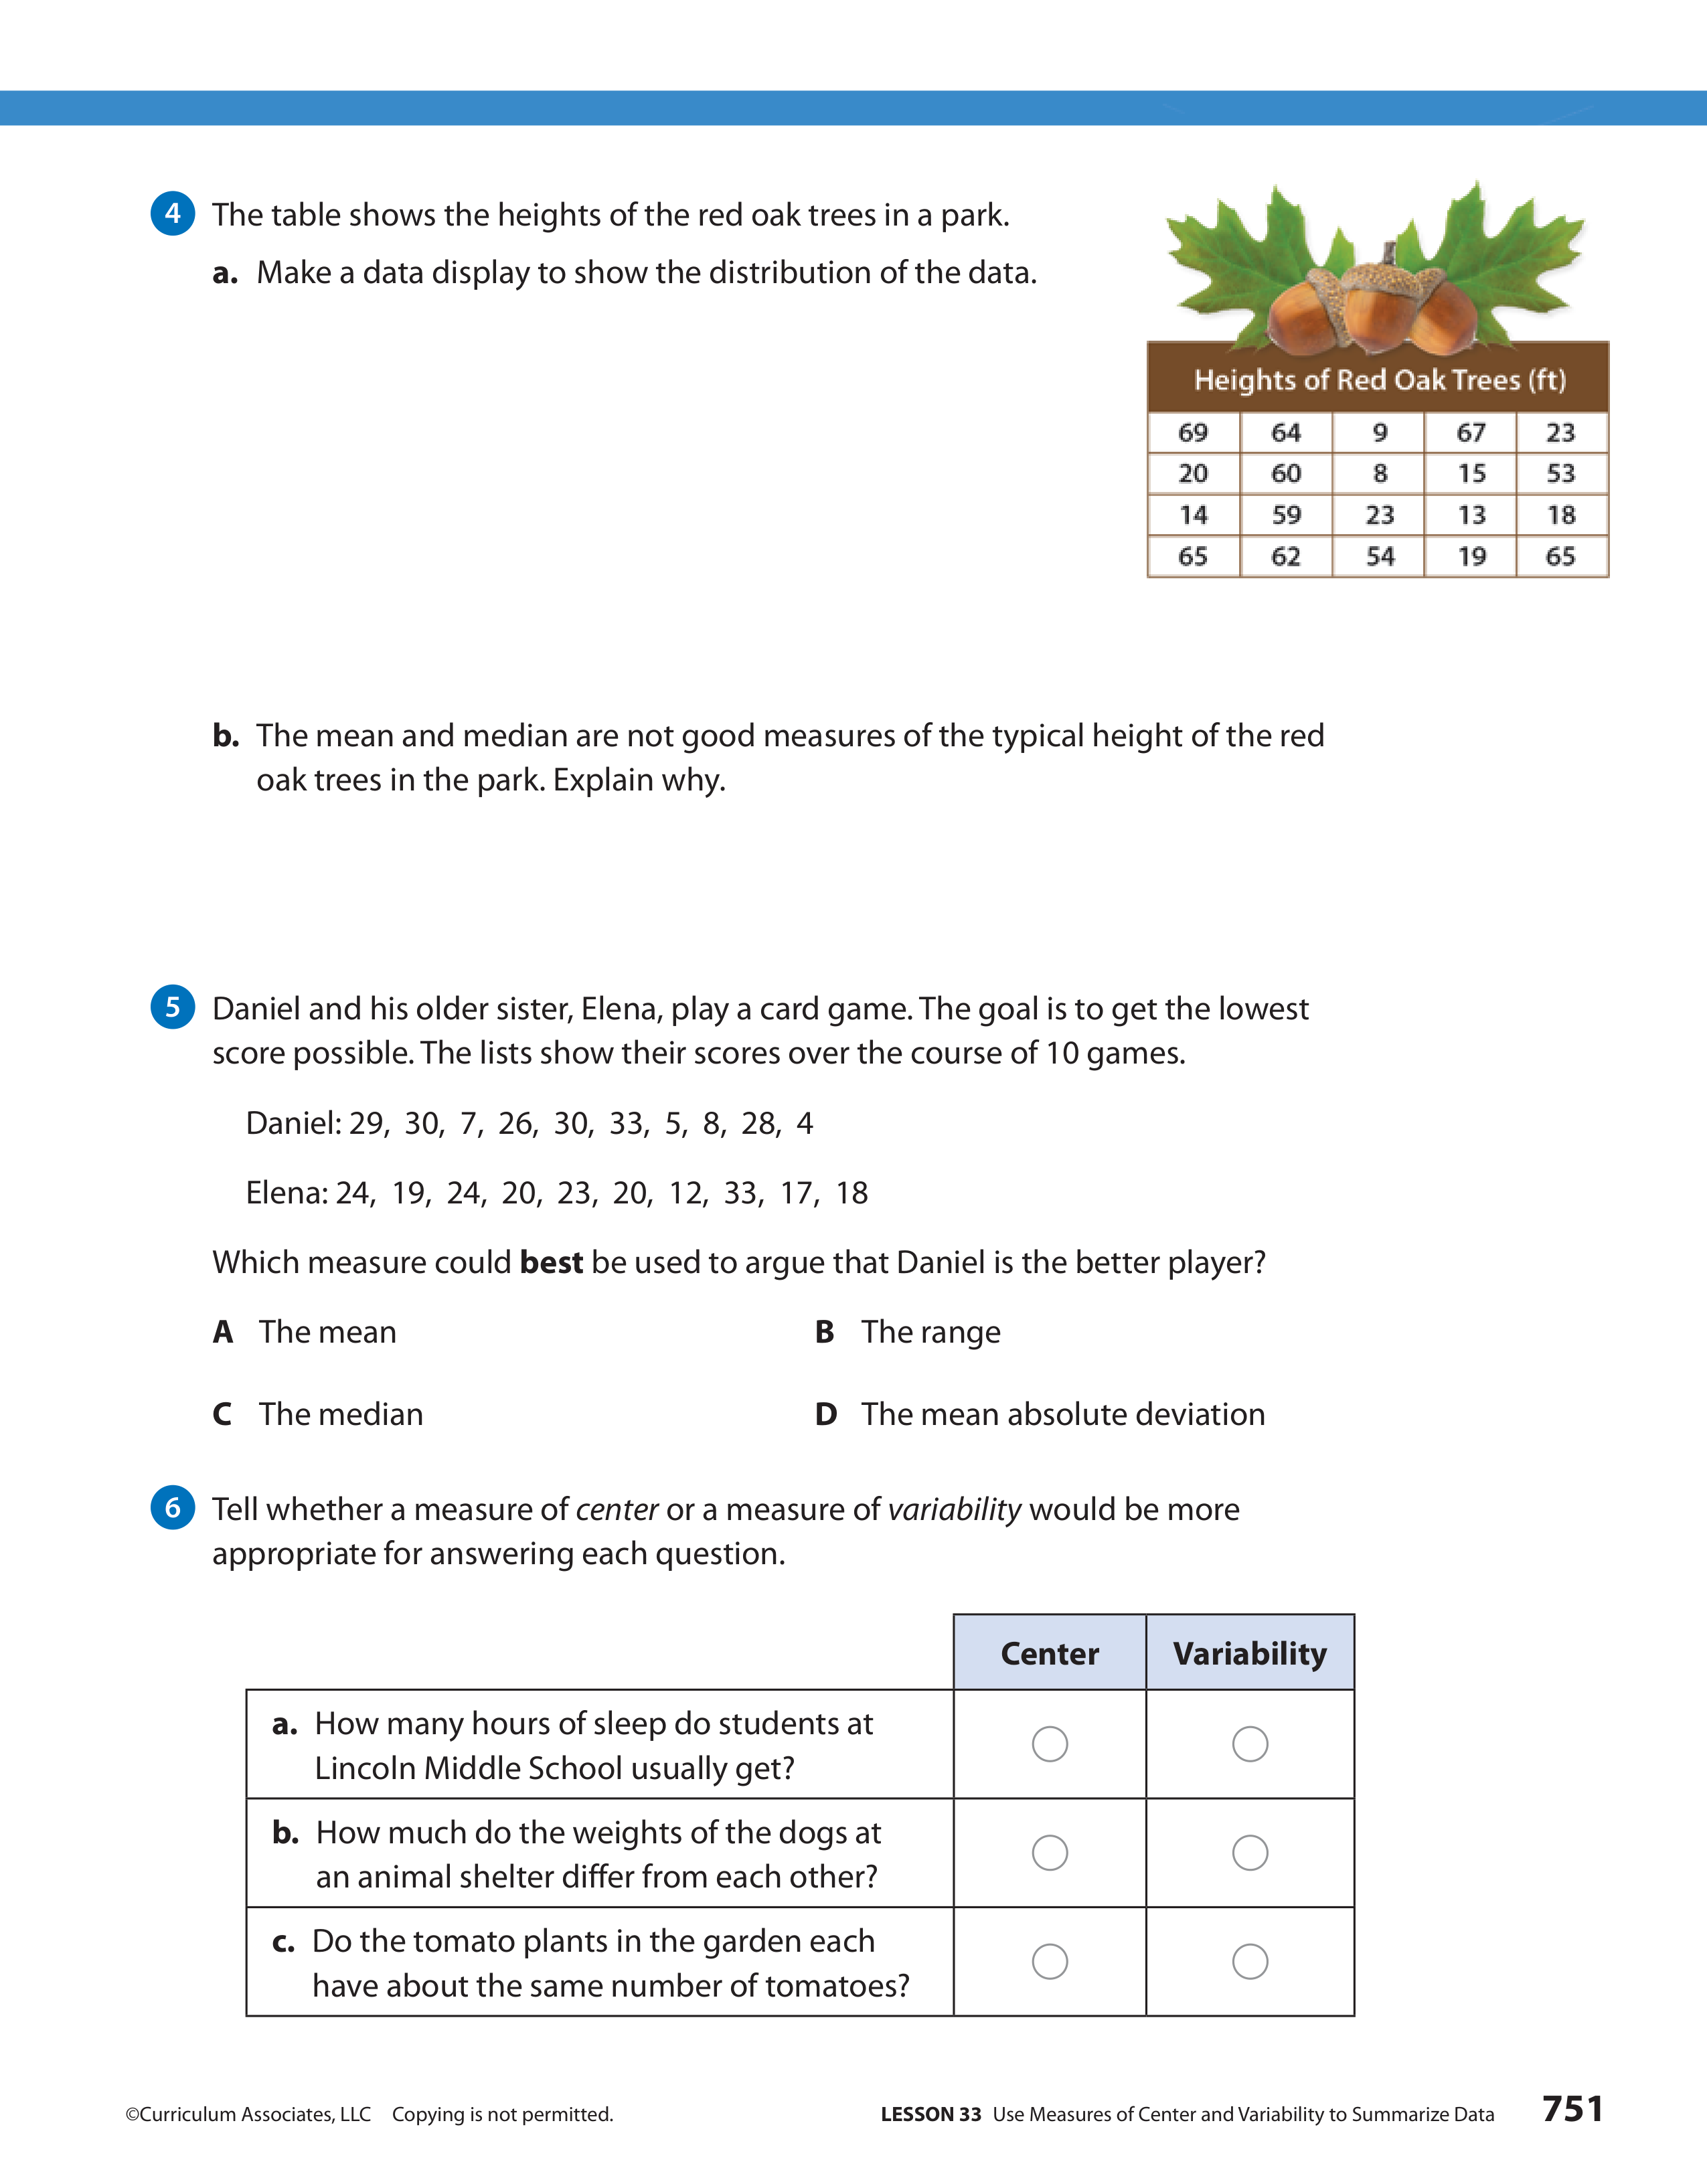 4 The table shows the heights of the red oak trees in a park.
a. Make a data display to show the distribution of the data.
Heights of Red Oak Trees (ft)
69 64 9 67 23
20 60 8 15 53
14 59 23 13 18
65 62 54 19 65
b. The mean and median are not good measures of the typical height of the red
oak trees in the park. Explain why.
5 Daniel and his older sister, Elena, play a card game. The goal is to get the lowest
score possible. The lists show their scores over the course of 10 games.
Daniel: 29, 30, 7, 26, 30, 33, 5, 8, 28, 4
Elena: 24, 19, 24, 20, 23, 20, 12, 33, 17, 18
Which measure could best be used to argue that Daniel is the better player?
A The mean B The range
C The median D The mean absolute deviation
6 Tell whether a measure of center or a measure of variability would be more
appropriate for answering each question.
Center Variability
a. How many hours of sleep do students at
Lincoln Middle School usually get?
b. How much do the weights of the dogs at
an animal shelter differ from each other?
c. Do the tomato plants in the garden each
have about the same number of tomatoes?
©Curriculum Associates, LLC Copying is not permitted. LESSON 33 Use Measures of Center and Variability to Summarize Data 751